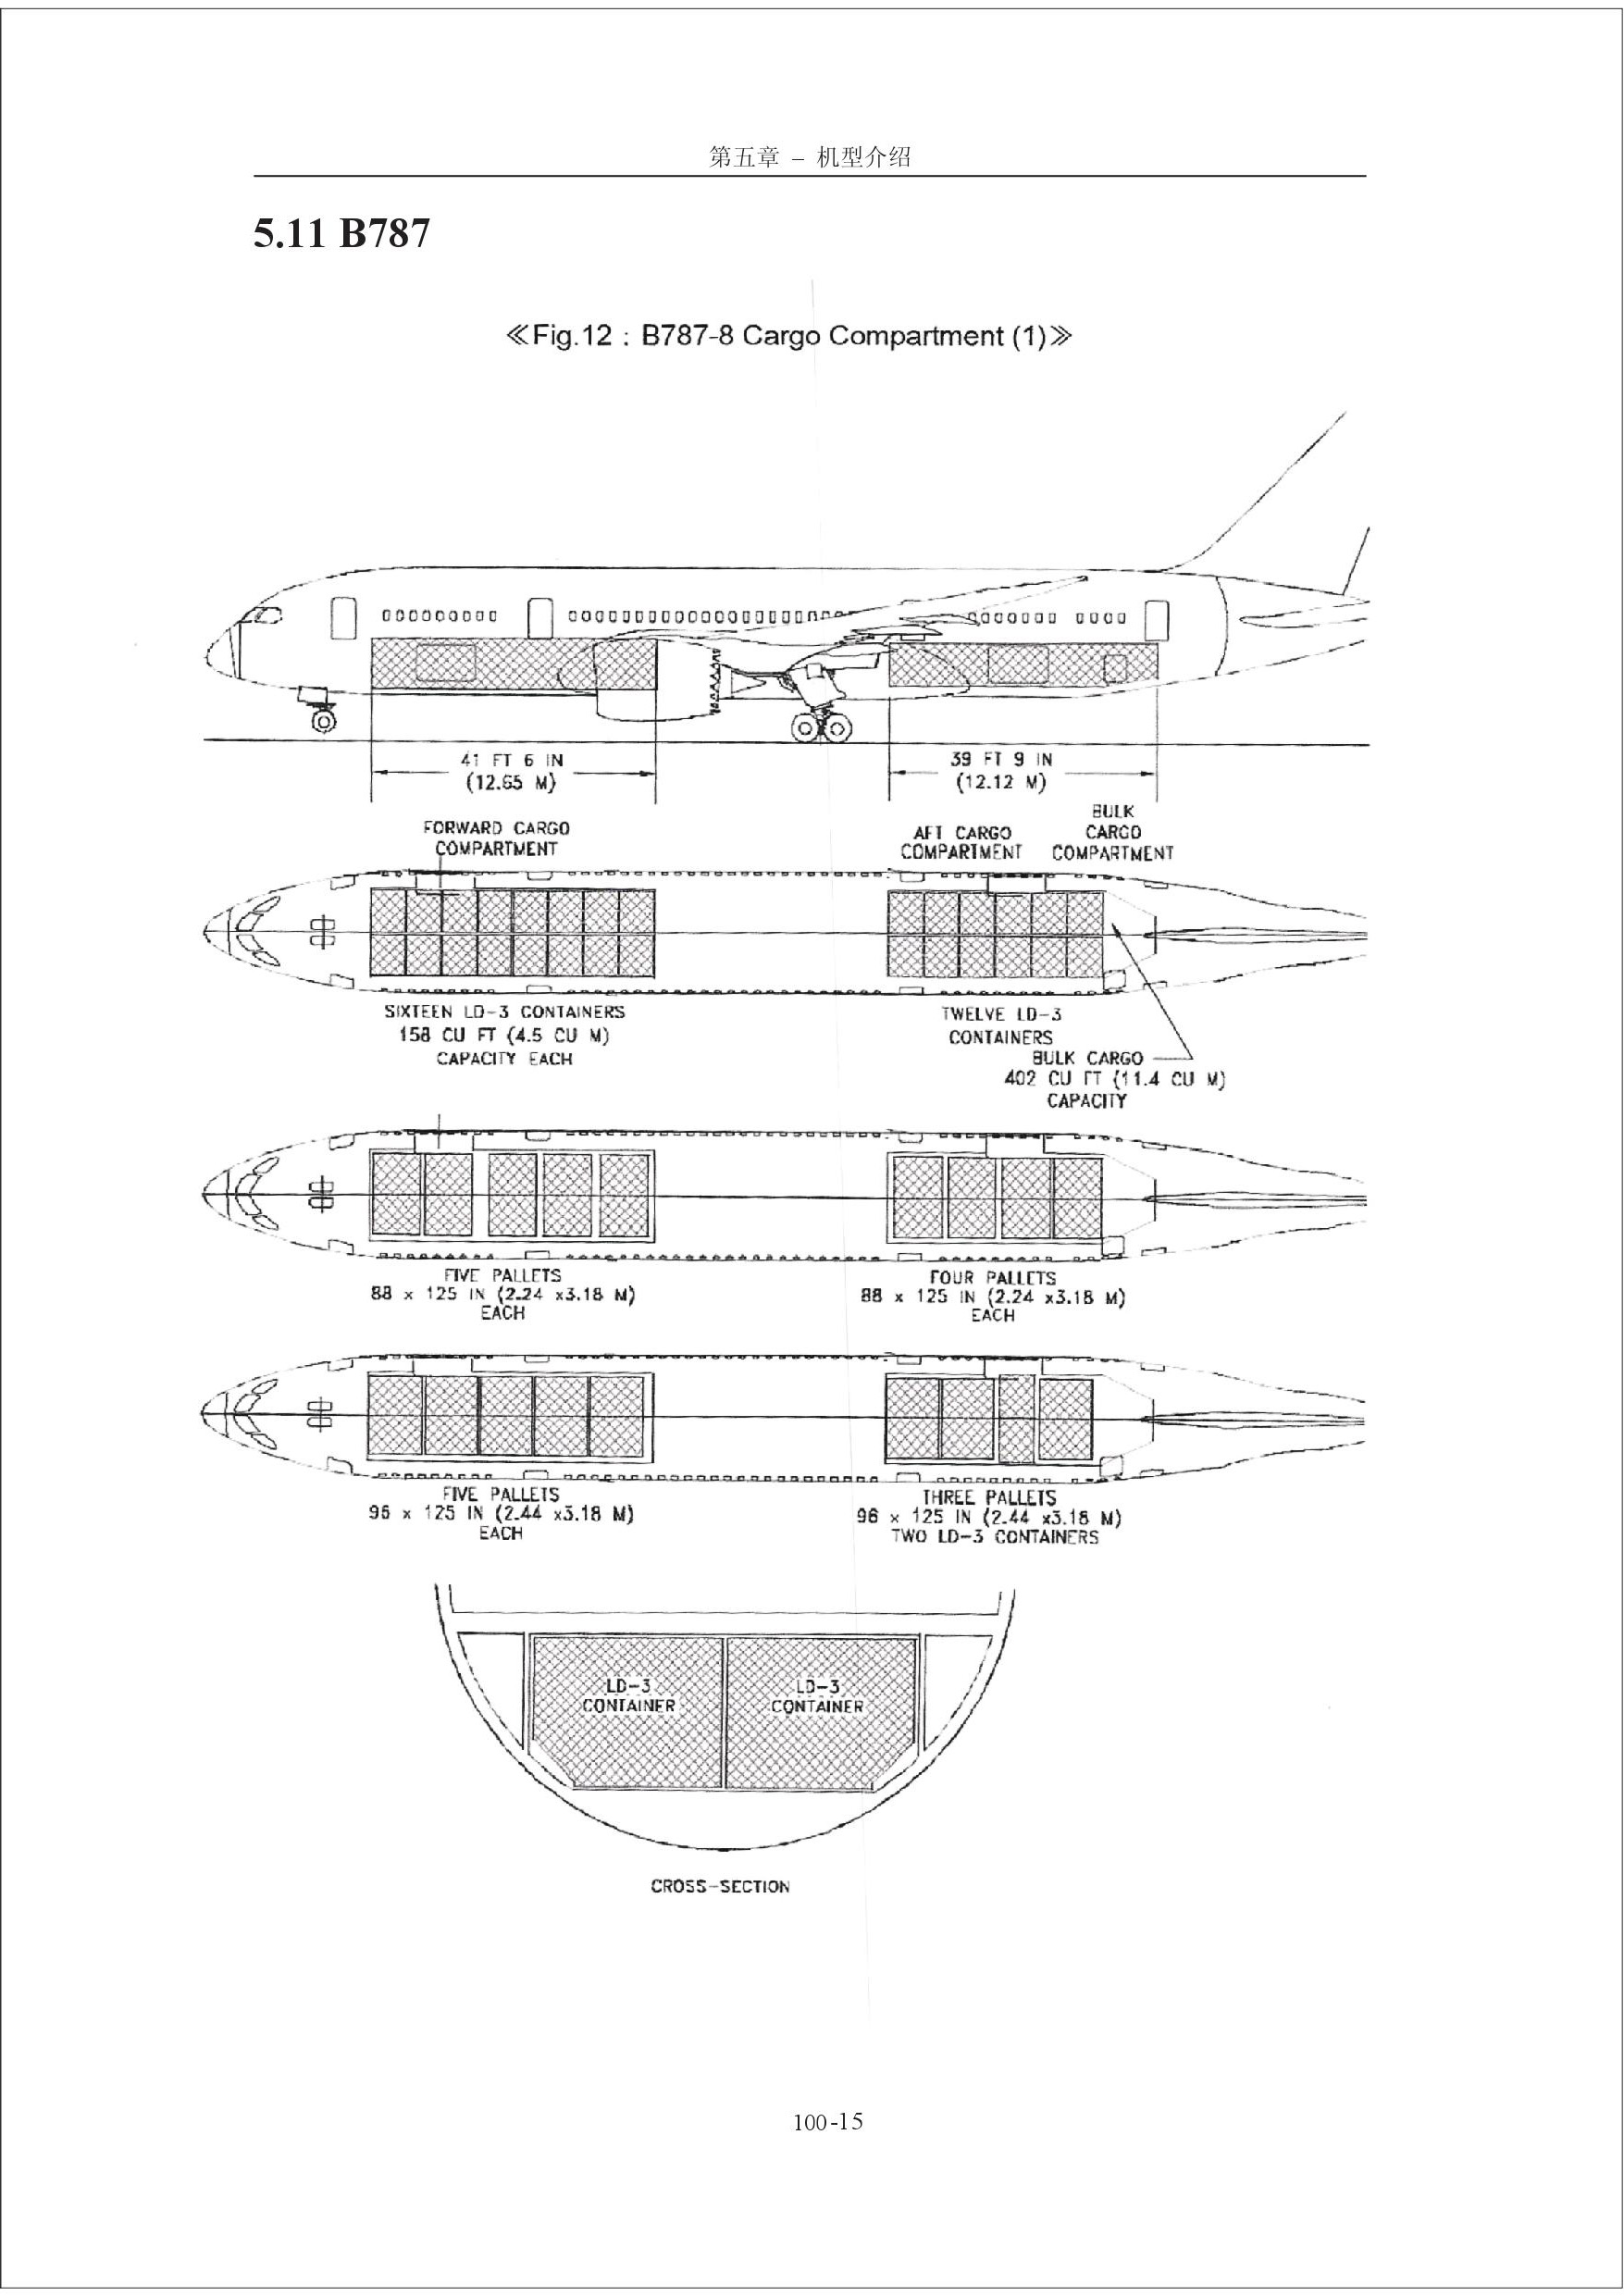 第五章 – 机型介绍
5.11 B787
≪Fig.12 : B787-8 Cargo Compartment (1)≫
41 FT 6 IN
(12.65 M)
39 FT 9 IN
(12.12 M)
FORWARD CARGO
COMPARTMENT
AFT CARGO
COMPARTMENT
BULK
CARGO
COMPARTMENT
SIXTEEN LD-3 CONTAINERS
158 CU FT (4.5 CU M)
CAPACITY EACH
TWELVE LD-3
CONTAINERS
BULK CARGO
402 CU FT (11.4 CU M)
CAPACITY
FIVE PALLETS
88 x 125 IN (2.24 x3.18 M)
EACH
FOUR PALLETS
88 x 125 IN (2.24 x3.18 M)
EACH
FIVE PALLETS
96 x 125 IN (2.44 x3.18 M)
EACH
THREE PALLETS
96 x 125 IN (2.44 x3.18 M)
TWO LD-3 CONTAINERS
LD-3
CONTAINER
LD-3
CONTAINER
CROSS-SECTION
100-15